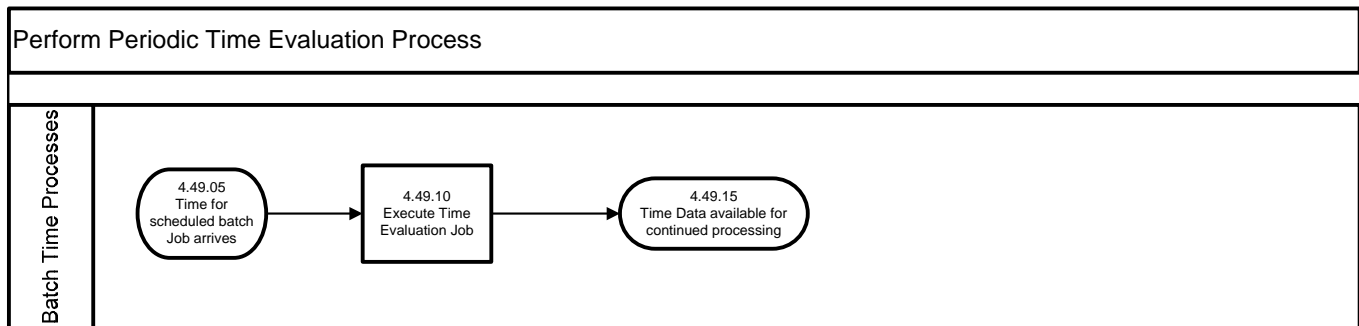 Perform Periodic Time Evaluation Process
Batch Time Processes
4.49.05
Time for
scheduled batch
Job arrives
4.49.10
Execute Time
Evaluation Job
4.49.15
Time Data available for
continued processing